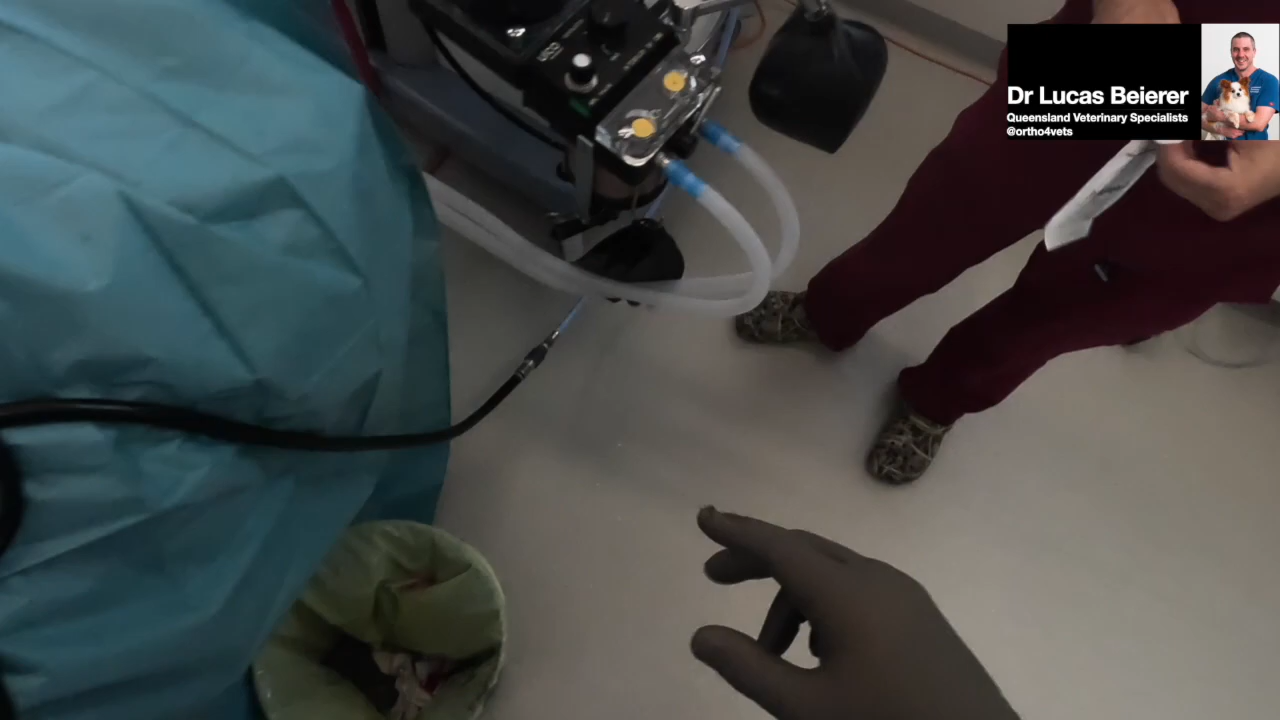 Dr Lucas Beierer
Queensland Veterinary Specialists
@ortho4vets